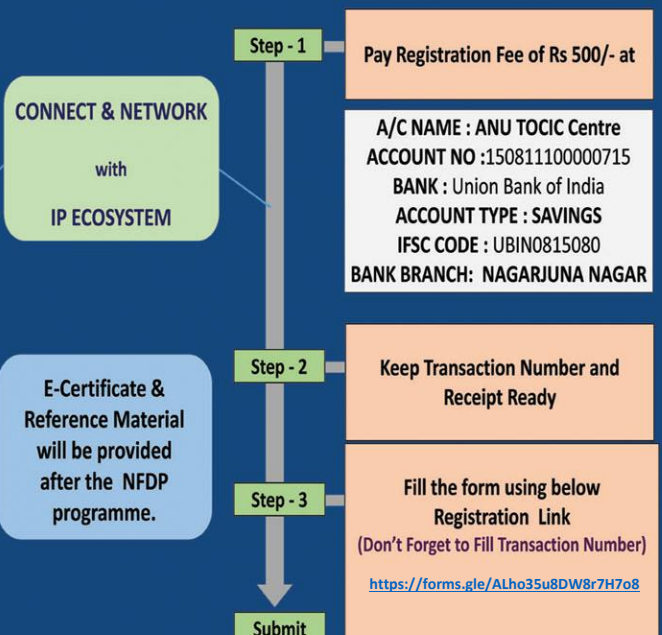 Step - 1
Pay Registration Fee of Rs 500/- at
CONNECT & NETWORK
with
IP ECOSYSTEM
A/C NAME : ANU TOCIC Centre
ACCOUNT NO :150811100000715
BANK : Union Bank of India
ACCOUNT TYPE : SAVINGS
IFSC CODE : UBIN0815080
BANK BRANCH: NAGARJUNA NAGAR
Step - 2
Keep Transaction Number and
Receipt Ready
E-Certificate &
Reference Material
will be provided
after the NFDP
programme.
Step - 3
Fill the form using below
Registration Link
(Don't Forget to Fill Transaction Number)
https://forms.gle/ALho35u8DW8r7H7o8
Submit